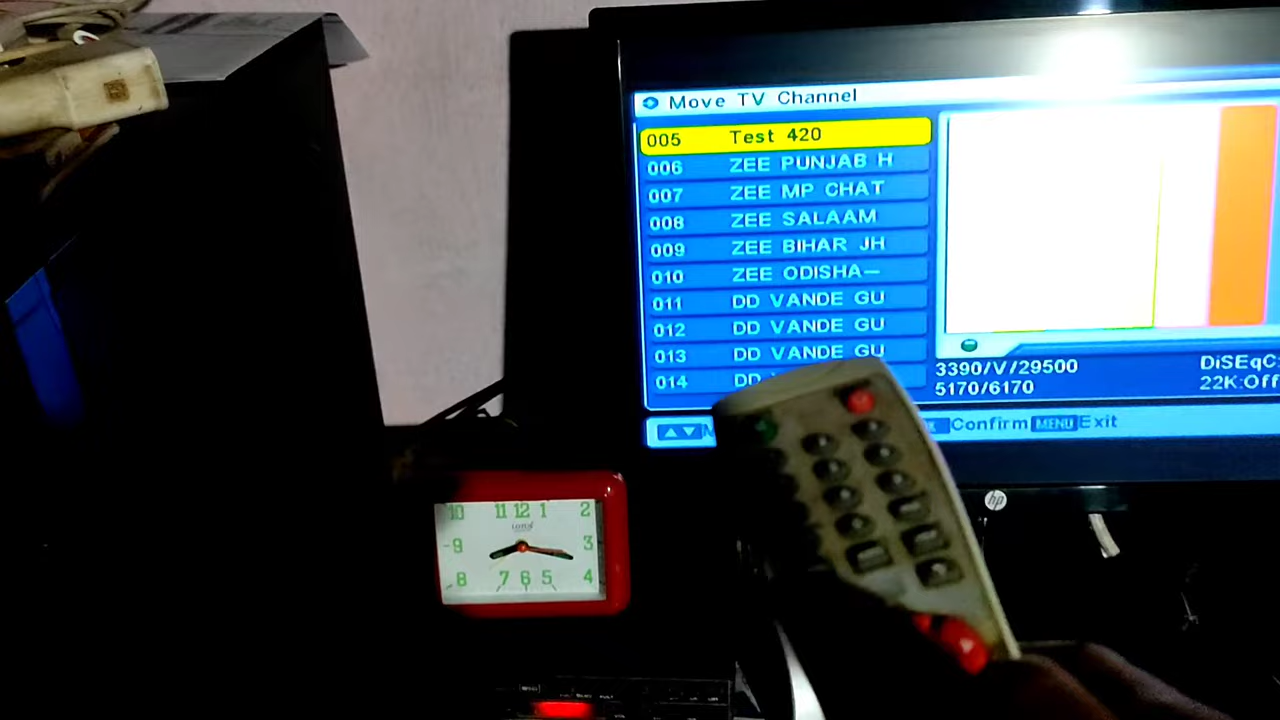 Move TV Channel
005 Test 420
006 ZEE PUNJAB H
007 ZEE MP CHAT
008 ZEE SALAAM
009 ZEE BIHAR JH
010 ZEE ODISHA—
011 DD VANDE GU
012 DD VANDE GU
013 DD VANDE GU
014 DD
3390/V/29500
5170/6170
DiSEqC:
22K:Off
Confirm MENU Exit
hp
10 11 12 1 2
LOTUS
9 3
8 7 6 5 4